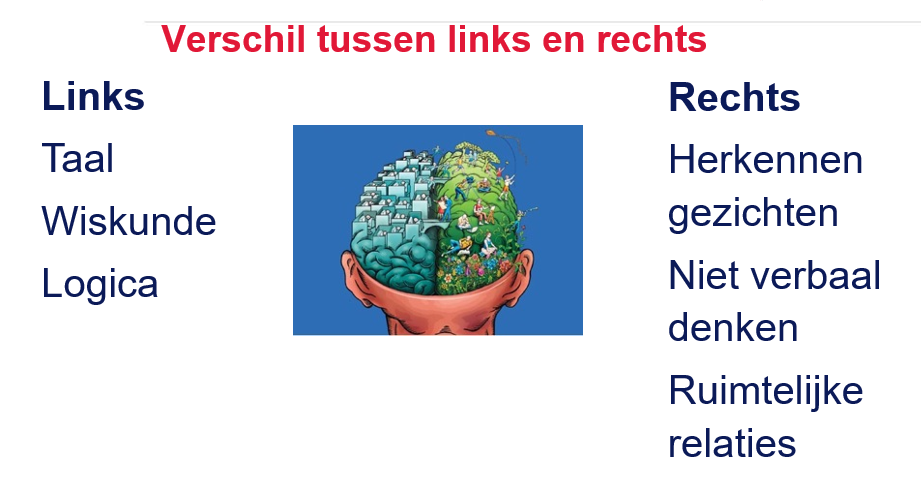 Verschil tussen links en rechts
Links
Taal
Wiskunde
Logica
Rechts
Herkennen
gezichten
Niet verbaal
denken
Ruimtelijke
relaties